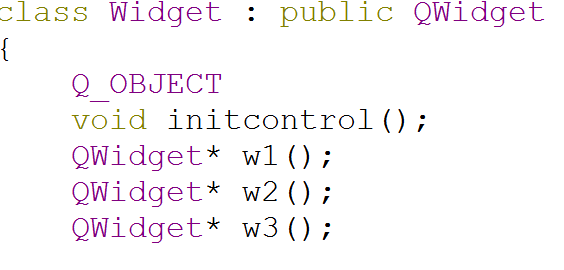 class Widget : public QWidget
{
Q_OBJECT
void initcontrol();
QWidget* w1();
QWidget* w2();
QWidget* w3();